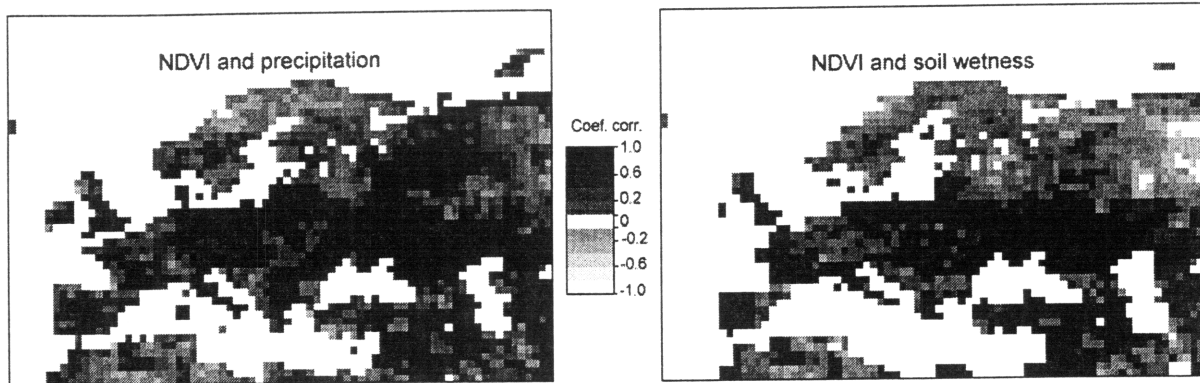 NDVI and precipitation
NDVI and soil wetness
Coef. corr.
1.0
0.6
0.2
0
-0.2
-0.6
-1.0